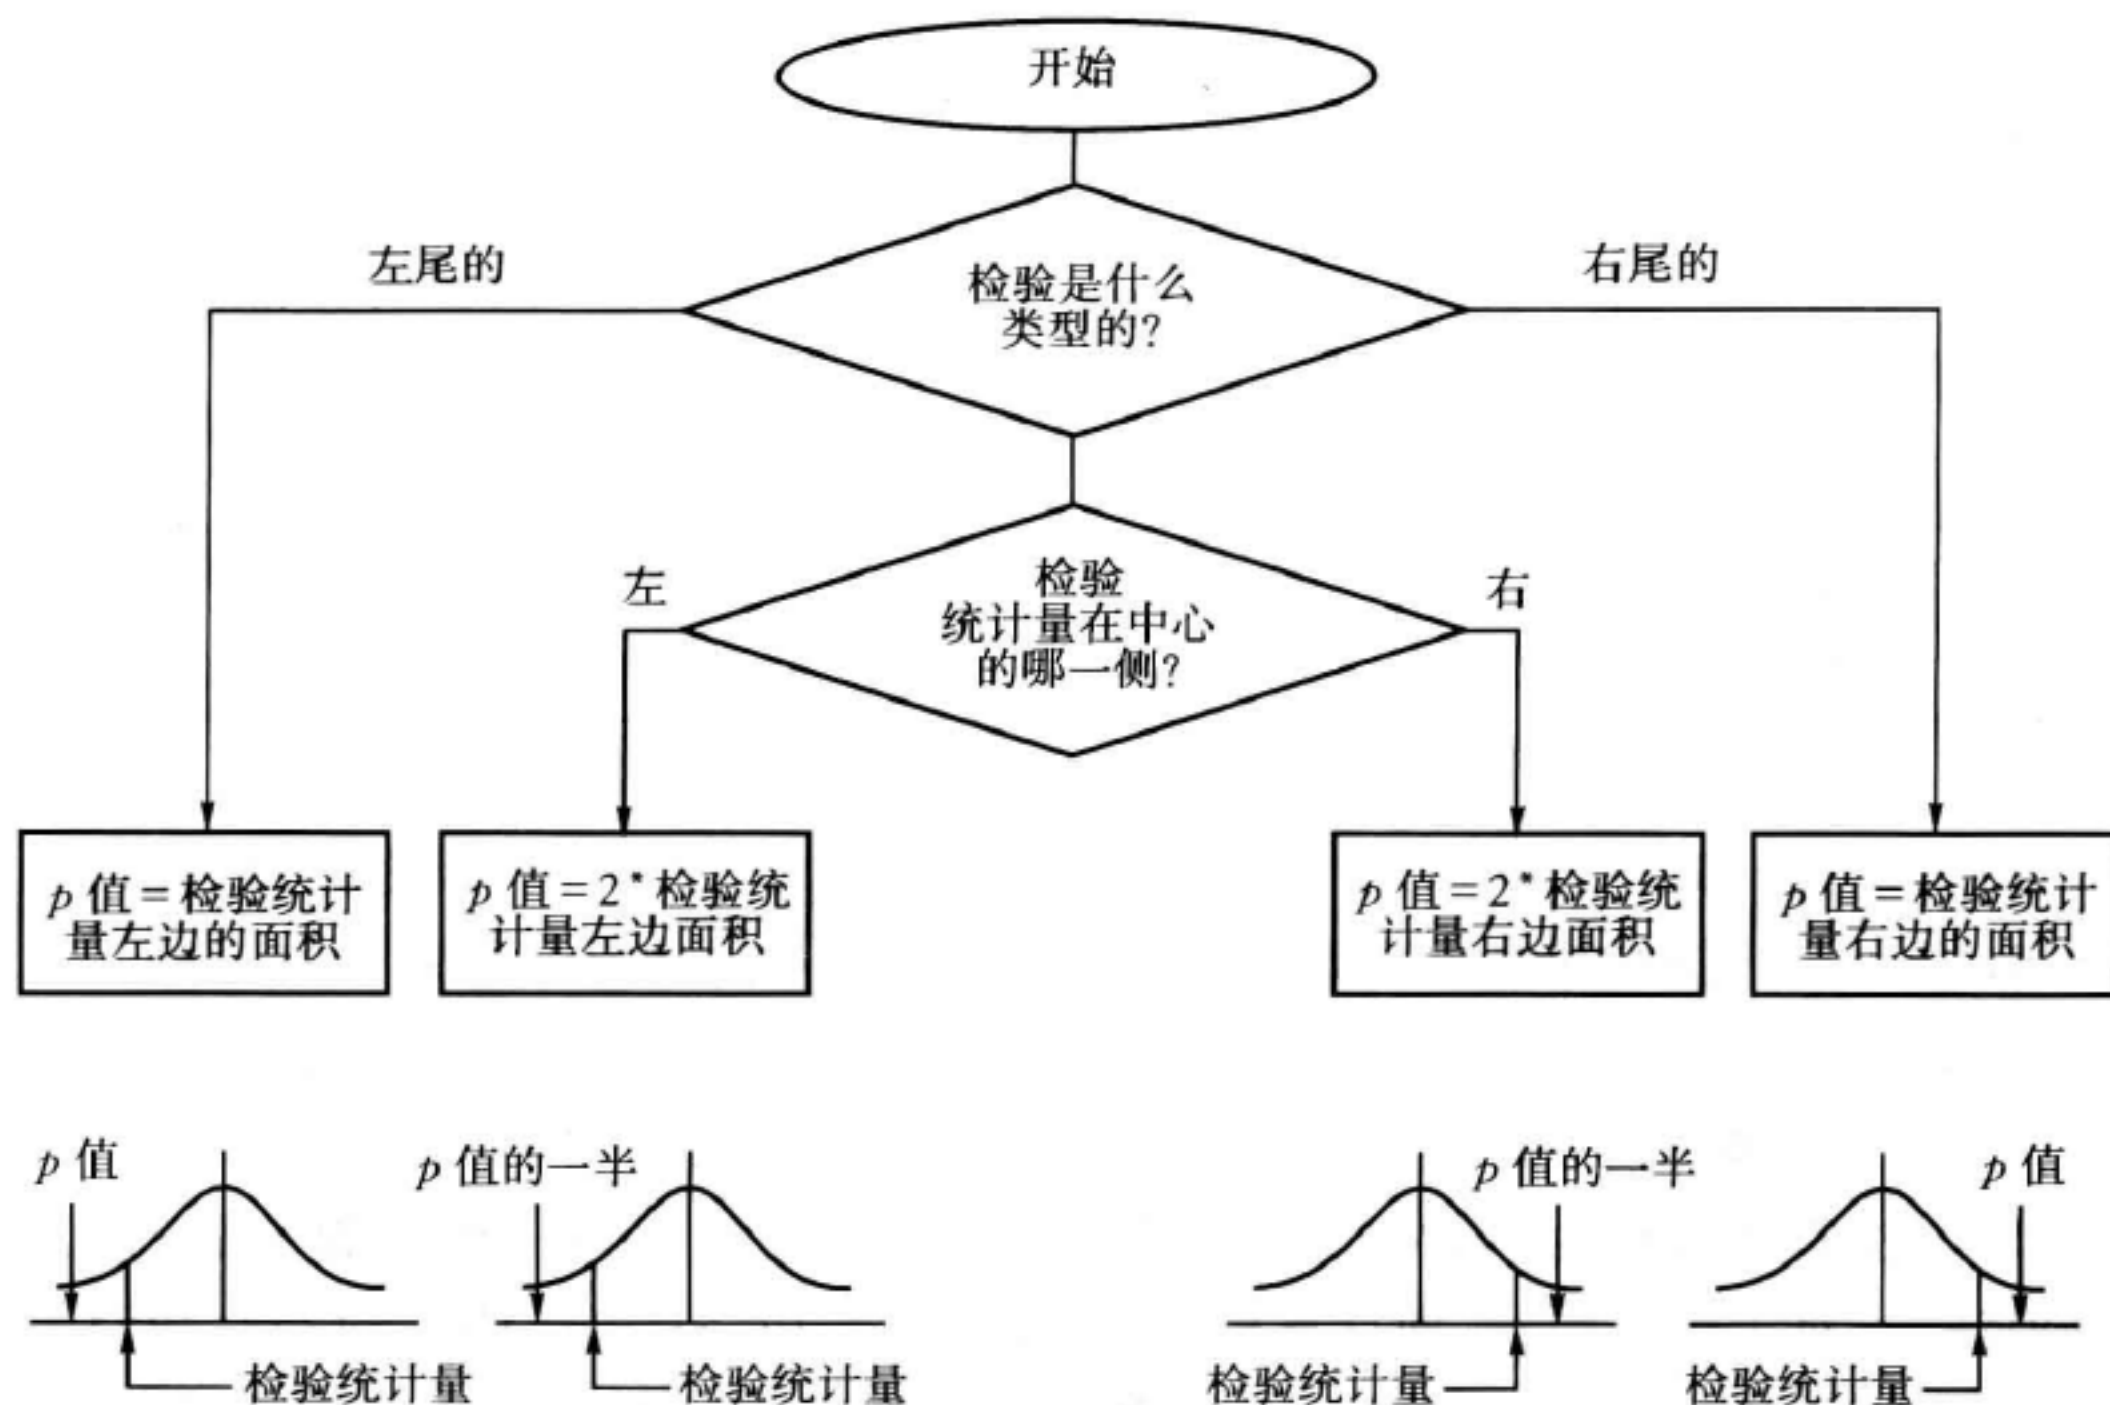 开始
左尾的
右尾的
检验是什么
类型的?
左
右
检验
统计量在中心
的哪一侧?
p 值 = 检验统计
量左边的面积
p 值 = 2 * 检验统
计量左边面积
p 值 = 2 * 检验统
计量右边面积
p 值 = 检验统计
量右边的面积
p 值
p 值的一半
p 值的一半
p 值
检验统计量
检验统计量
检验统计量
检验统计量